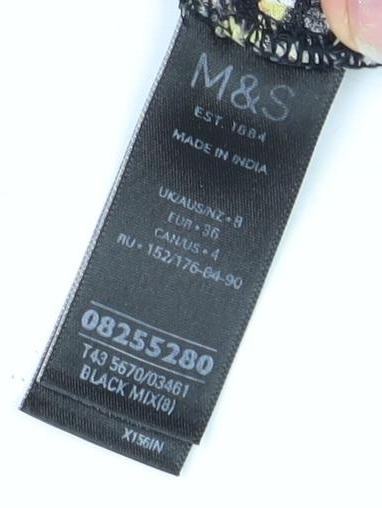 M&S
EST. 1884
MADE IN INDIA
UK/AUS/NZ • 8
EUR • 36
CAN/US • 4
RU • 152/176-84-90
08255280
T43 5670/03461
BLACK MIX(8)
X156IN